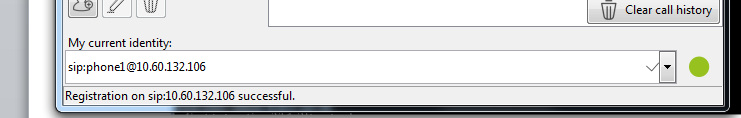 Clear call history
My current identity:
sip:phone1@10.60.132.106
Registration on sip:10.60.132.106 successful.